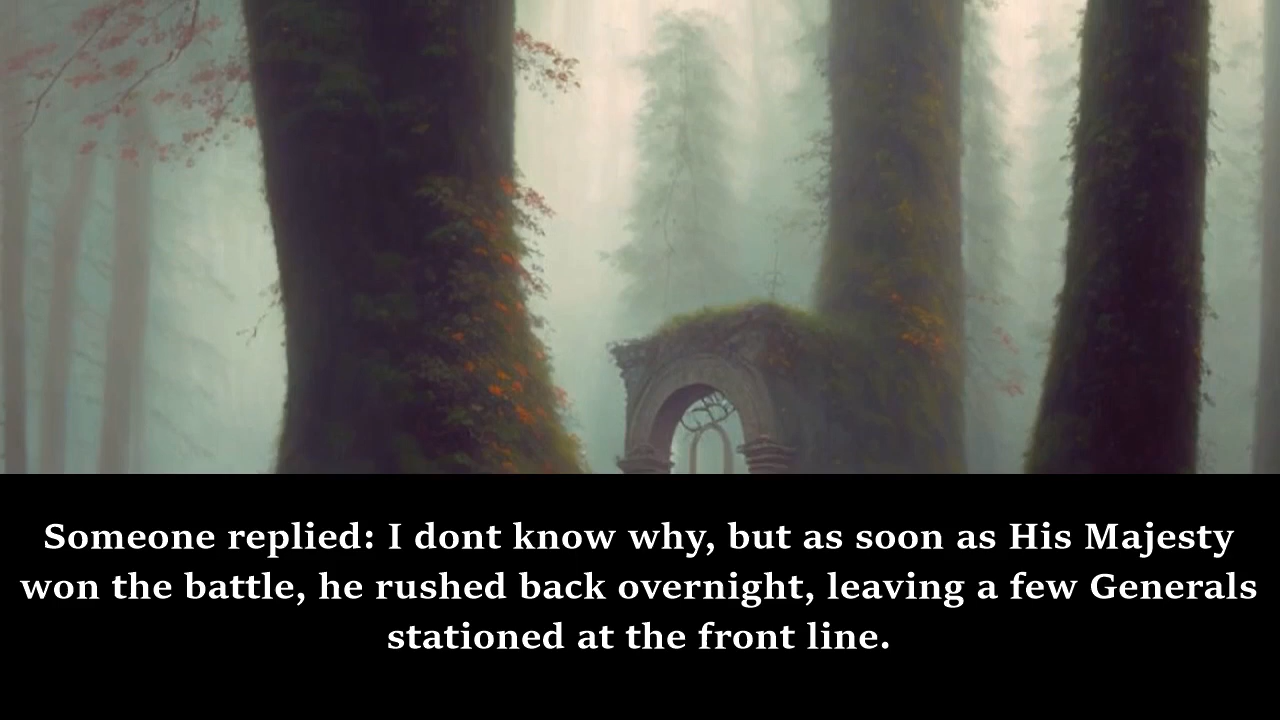 Someone replied: I dont know why, but as soon as His Majesty
won the battle, he rushed back overnight, leaving a few Generals
stationed at the front line.